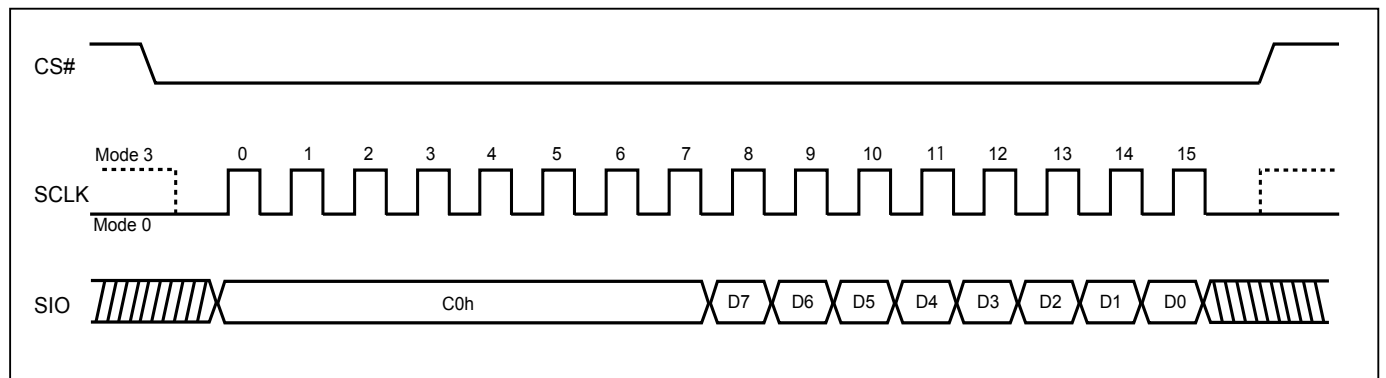 CS#
Mode 3 0 1 2 3 4 5 6 7 8 9 10 11 12 13 14 15
SCLK
Mode 0
SIO C0h D7 D6 D5 D4 D3 D2 D1 D0